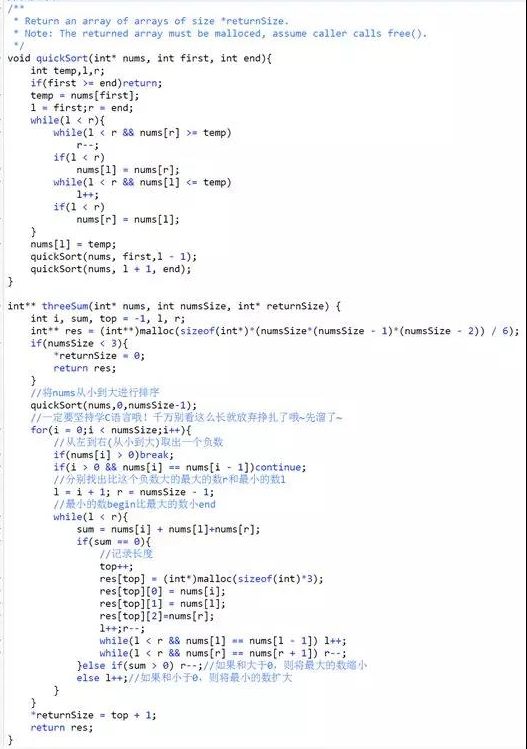 /**
 * Return an array of arrays of size *returnSize.
 * Note: The returned array must be malloced, assume caller calls free().
 */
void quickSort(int* nums, int first, int end){
    int temp,l,r;
    if(first >= end)return;
    temp = nums[first];
    l = first;r = end;
    while(l < r){
        while(l < r && nums[r] >= temp)
            r--;
        if(l < r)
            nums[l] = nums[r];
        while(l < r && nums[l] <= temp)
            l++;
        if(l < r)
            nums[r] = nums[l];
    }
    nums[l] = temp;
    quickSort(nums, first,l - 1);
    quickSort(nums, l + 1, end);
}

int** threeSum(int* nums, int numsSize, int* returnSize) {
    int i, sum, top = -1, l, r;
    int** res = (int**)malloc(sizeof(int*)*(numsSize*(numsSize - 1)*(numsSize - 2)) / 6);
    if(numsSize < 3){
        *returnSize = 0;
        return res;
    }
    //将nums从小到大进行排序
    quickSort(nums,0,numsSize-1);
    //一定要坚持学C语言哦！千万别看这么长就放弃挣扎了哦~先溜了~
    for(i = 0;i < numsSize;i++){
        //从左到右(从小到大)取出一个负数
        if(nums[i] > 0)break;
        if(i > 0 && nums[i] == nums[i - 1])continue;
        //分别找出比这个负数大的最大的数r和最小的数l
        l = i + 1; r = numsSize - 1;
        //最小的数begin比最大的数小end
        while(l < r){
            sum = nums[i] + nums[l]+nums[r];
            if(sum == 0){
                //记录长度
                top++;
                res[top] = (int*)malloc(sizeof(int)*3);
                res[top][0] = nums[i];
                res[top][1] = nums[l];
                res[top][2]=nums[r];
                l++;r--;
                while(l < r && nums[l] == nums[l - 1]) l++;
                while(l < r && nums[r] == nums[r + 1]) r--;
            }else if(sum > 0) r--;//如果和大于0，则将最大的数缩小
            else l++;//如果和小于0，则将最小的数扩大
        }
    }
    *returnSize = top + 1;
    return res;
}